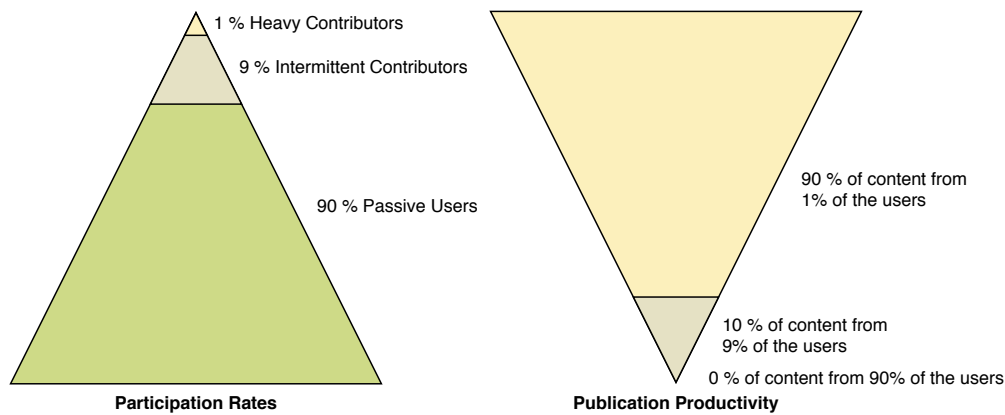 1 % Heavy Contributors
9 % Intermittent Contributors
90 % Passive Users
Participation Rates
90 % of content from
1% of the users
10 % of content from
9% of the users
0 % of content from 90% of the users
Publication Productivity